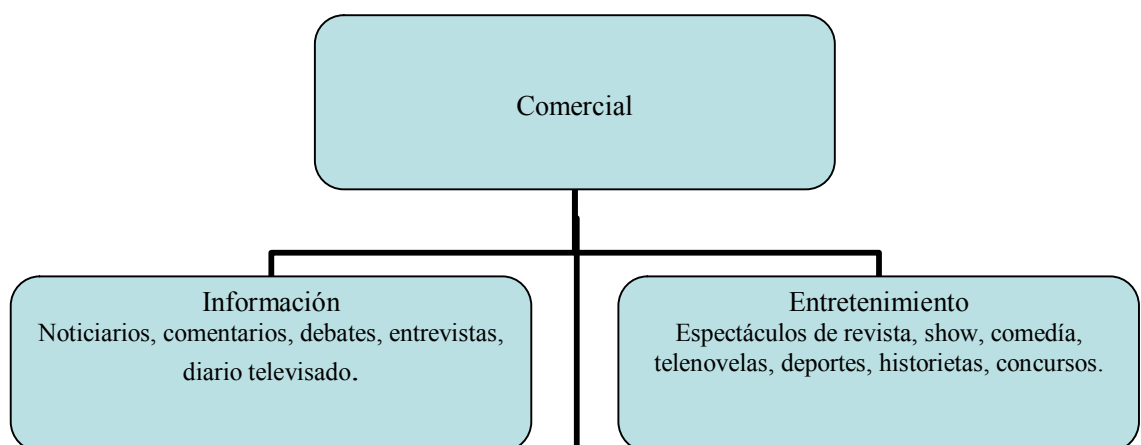 Comercial
Información
Noticiarios, comentarios, debates, entrevistas,
diario televisado.
Entretenimiento
Espectáculos de revista, show, comedía,
telenovelas, deportes, historietas, concursos.